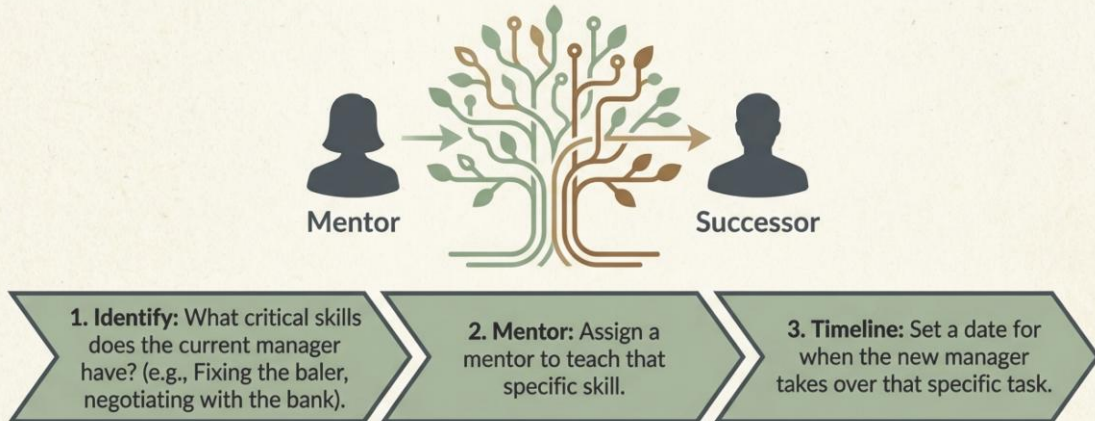 Mentor
Successor
1. Identify: What critical skills
does the current manager
have? (e.g., Fixing the baler,
negotiating with the bank).
2. Mentor: Assign a
mentor to teach that
specific skill.
3. Timeline: Set a date for
when the new manager
takes over that specific task.